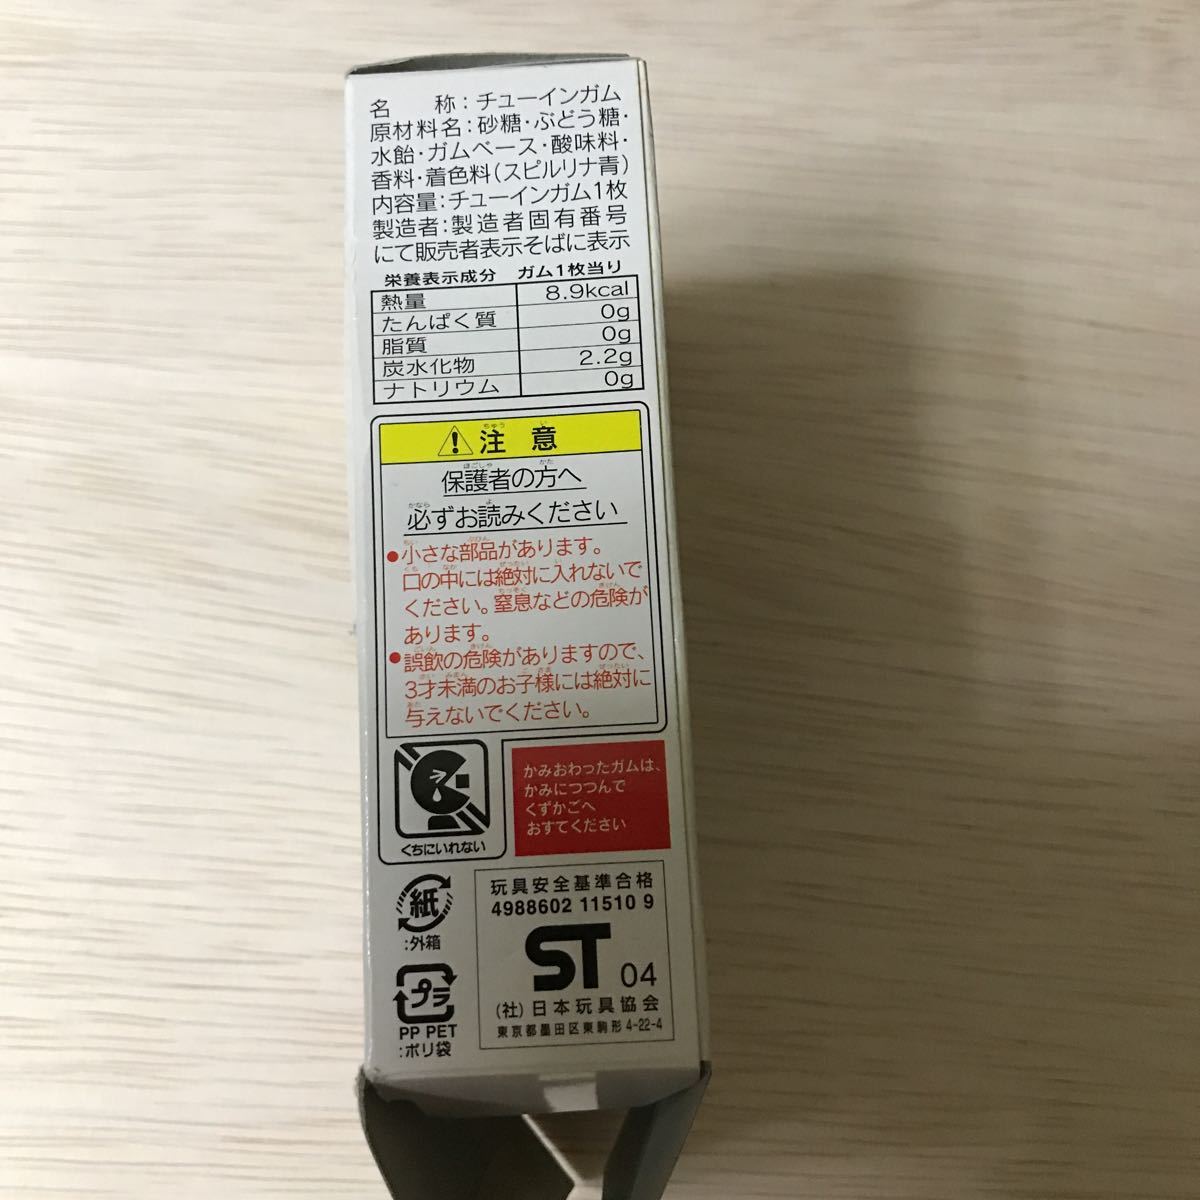 名　　称：チューインガム
原材料名：砂糖・ぶどう糖・
水飴・ガムベース・酸味料・
香料・着色料（スピルリナ青）
内容量：チューインガム1枚
製造者：製造者固有番号
にて販売者表示そばに表示
栄養表示成分　ガム1枚当り
熱量　8.9kcal
たんぱく質　0g
脂質　0g
炭水化物　2.2g
ナトリウム　0g
注　意
保護者の方へ
必ずお読みください
●小さな部品があります。
口の中には絶対に入れないで
ください。窒息などの危険が
あります。
●誤飲の危険がありますので、
3才未満のお子様には絶対に
与えないでください。
くちにいれない
かみおわったガムは、
かみにつつんで
くずかごへ
おすてください
紙
：外箱
プラ
PP PET
：ポリ袋
玩具安全基準合格
4988602 11510 9
ST 04
（社）日本玩具協会
東京都墨田区東駒形 4-22-4